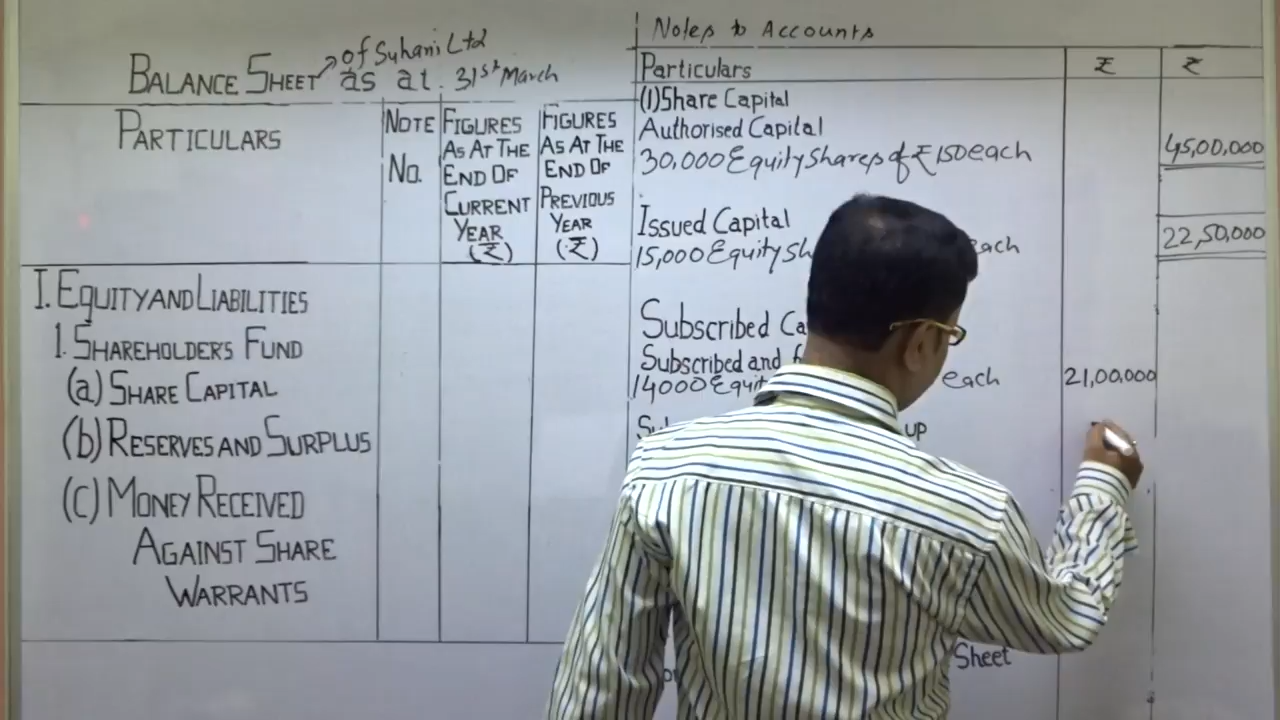 BALANCE SHEET of Suhani Ltd as at 31st March
PARTICULARS
NOTE No.
FIGURES AS AT THE END OF CURRENT YEAR (₹)
FIGURES AS AT THE END OF PREVIOUS YEAR (₹)
I. EQUITY AND LIABILITIES
1. SHAREHOLDERS FUND
(a) SHARE CAPITAL
(b) RESERVES AND SURPLUS
(c) MONEY RECEIVED
AGAINST SHARE
WARRANTS
Notes to Accounts
Particulars ₹ ₹
(1) Share Capital
Authorised Capital
30,000 Equity Shares of ₹150 each 45,00,000
Issued Capital
15,000 Equity Sh each 22,50,000
Subscribed Ca
Subscribed and
14000 Equit each 21,00,000
up
Sheet